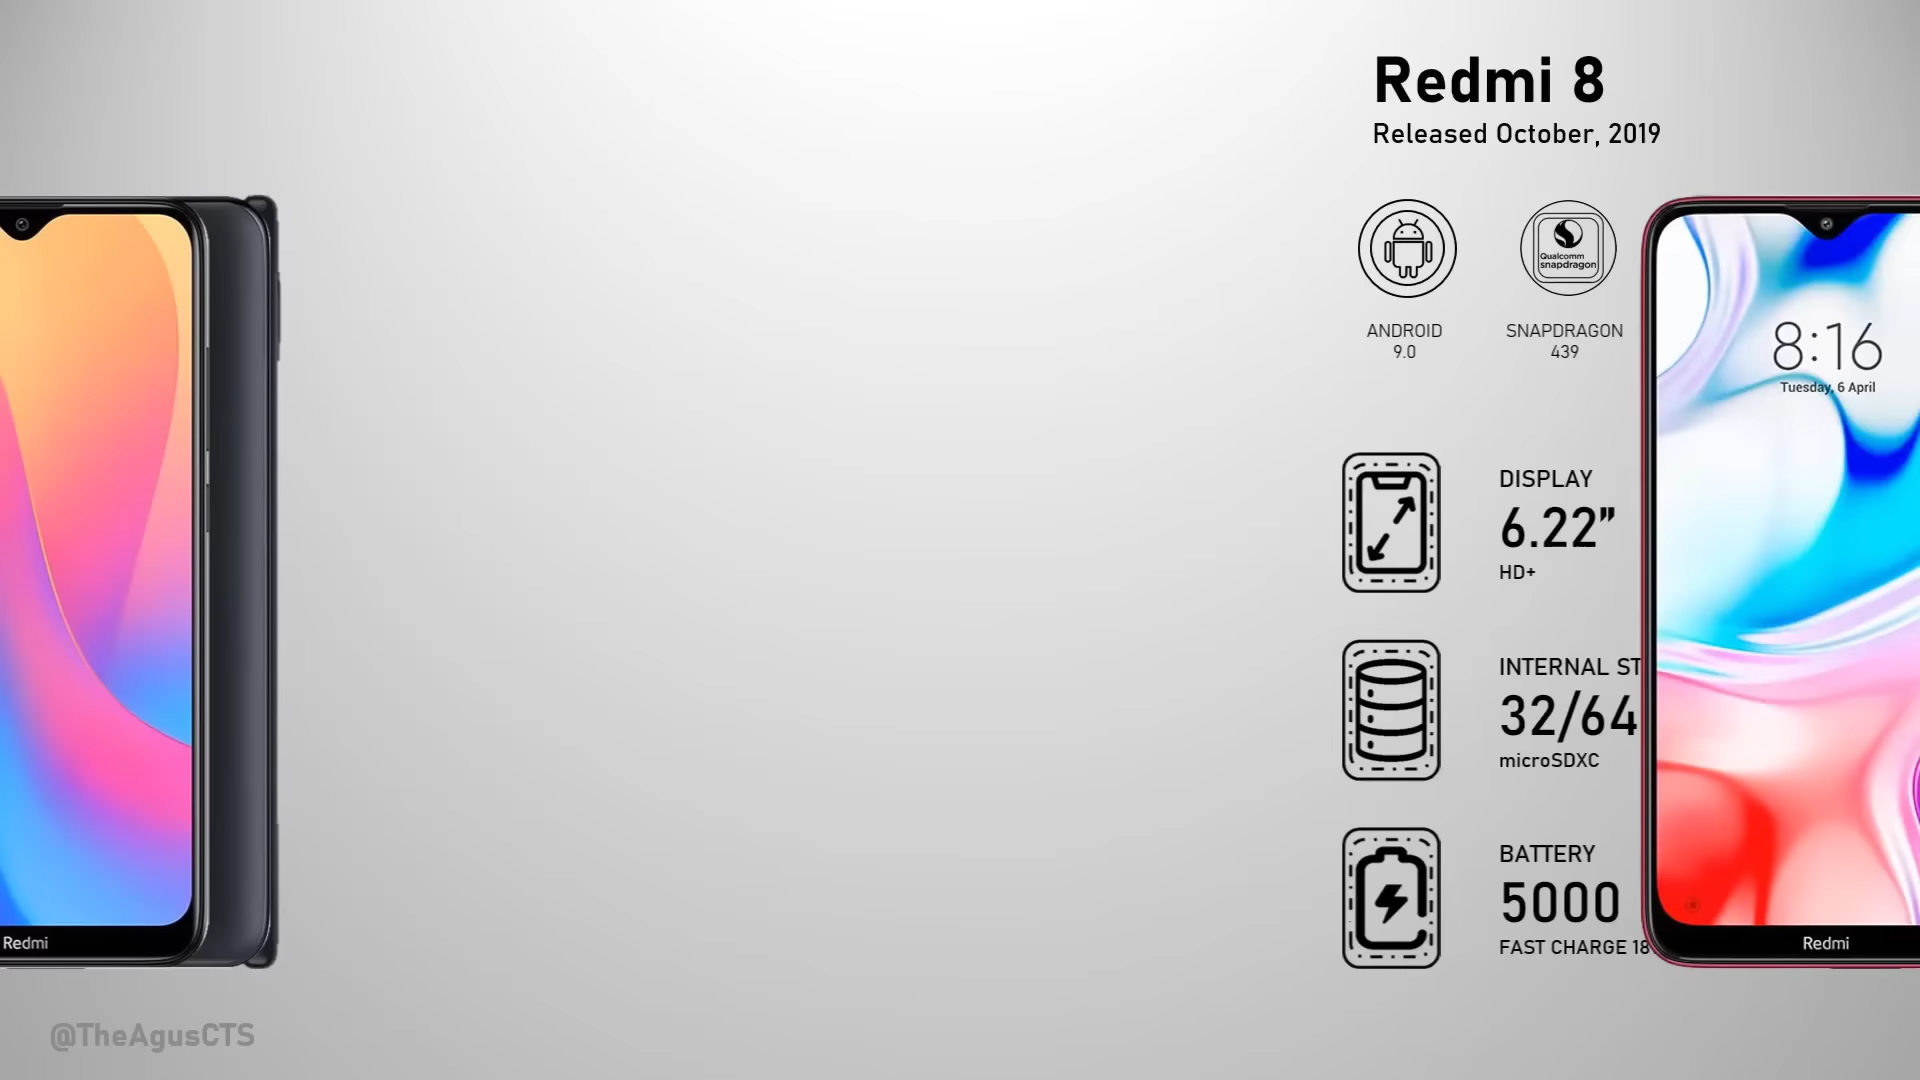 Redmi 8
Released October, 2019
Qualcomm
snapdragon
ANDROID
9.0
SNAPDRAGON
439
8:16
Tuesday, 6 April
DISPLAY
6.22"
HD+
INTERNAL ST
32/64
microSDXC
BATTERY
5000
FAST CHARGE 18
Redmi
Redmi
@TheAgusCTS